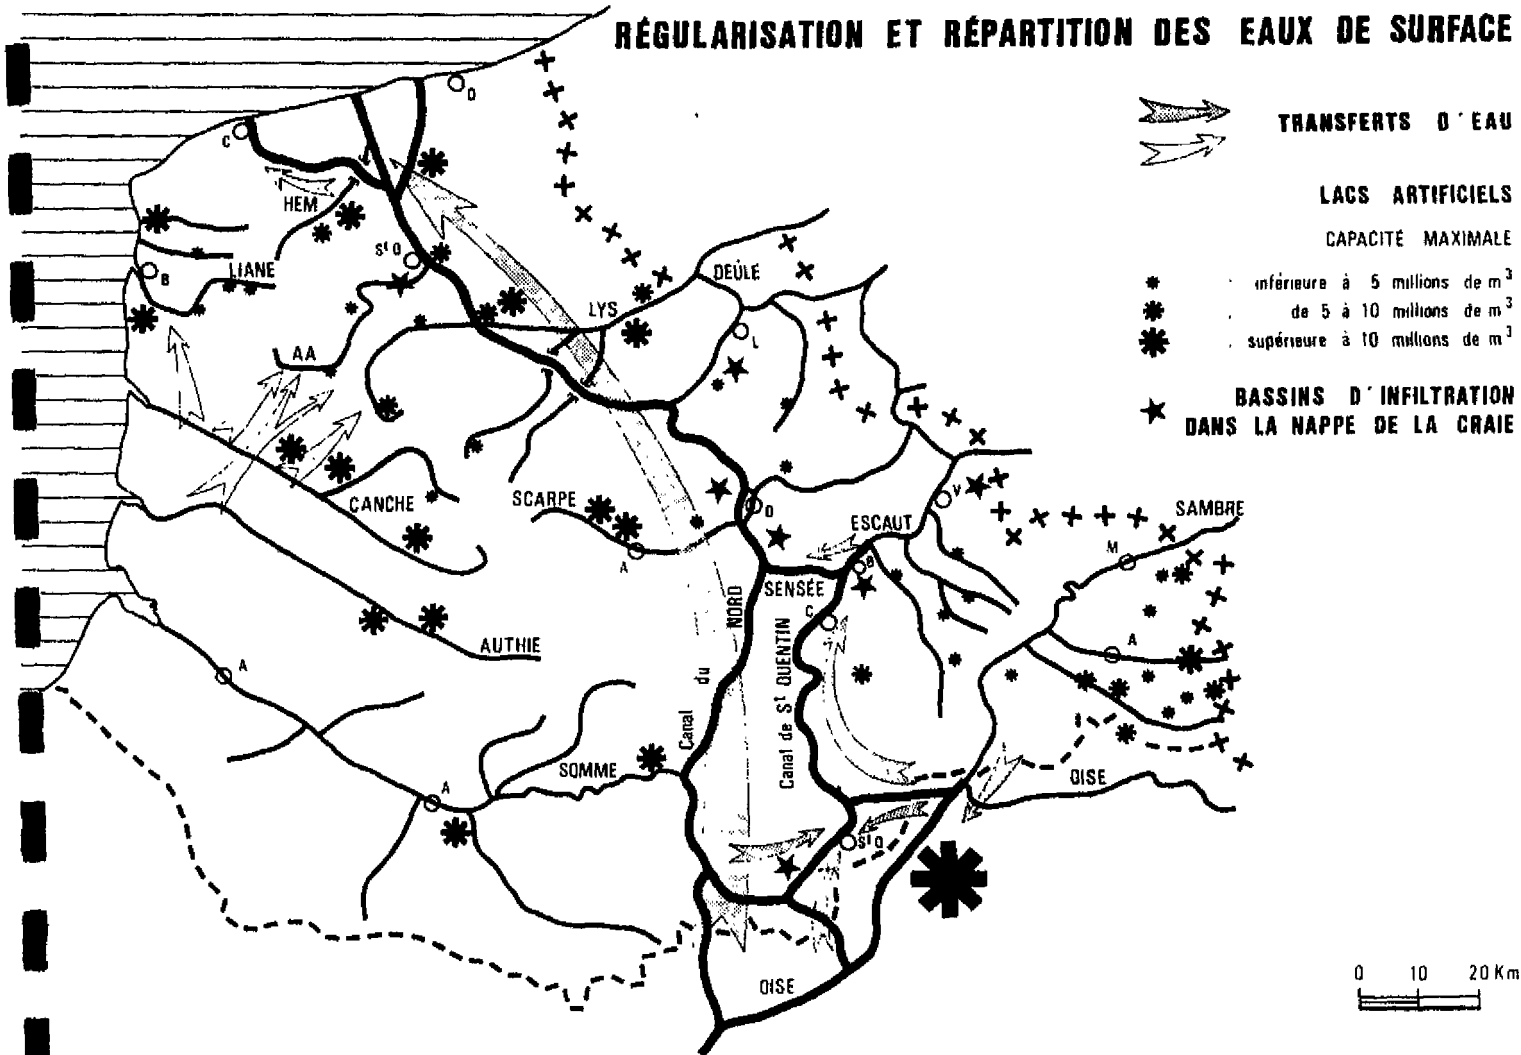 RÉGULARISATION ET RÉPARTITION DES EAUX DE SURFACE
TRANSFERTS D'EAU
LACS ARTIFICIELS
CAPACITÉ MAXIMALE
inférieure à 5 millions de m³
de 5 à 10 millions de m³
supérieure à 10 millions de m³
BASSINS D'INFILTRATION
DANS LA NAPPE DE LA CRAIE
D
C
HEM
St O
B
LIANE
DEÛLE
LYS
L
AA
CANCHE
SCARPE
D
V
ESCAUT
SAMBRE
M
A
B
SENSÉE
C
A
AUTHIE
A
Canal du NORD
Canal de St QUENTIN
SOMME
A
OISE
St Q
OISE
0 10 20 Km